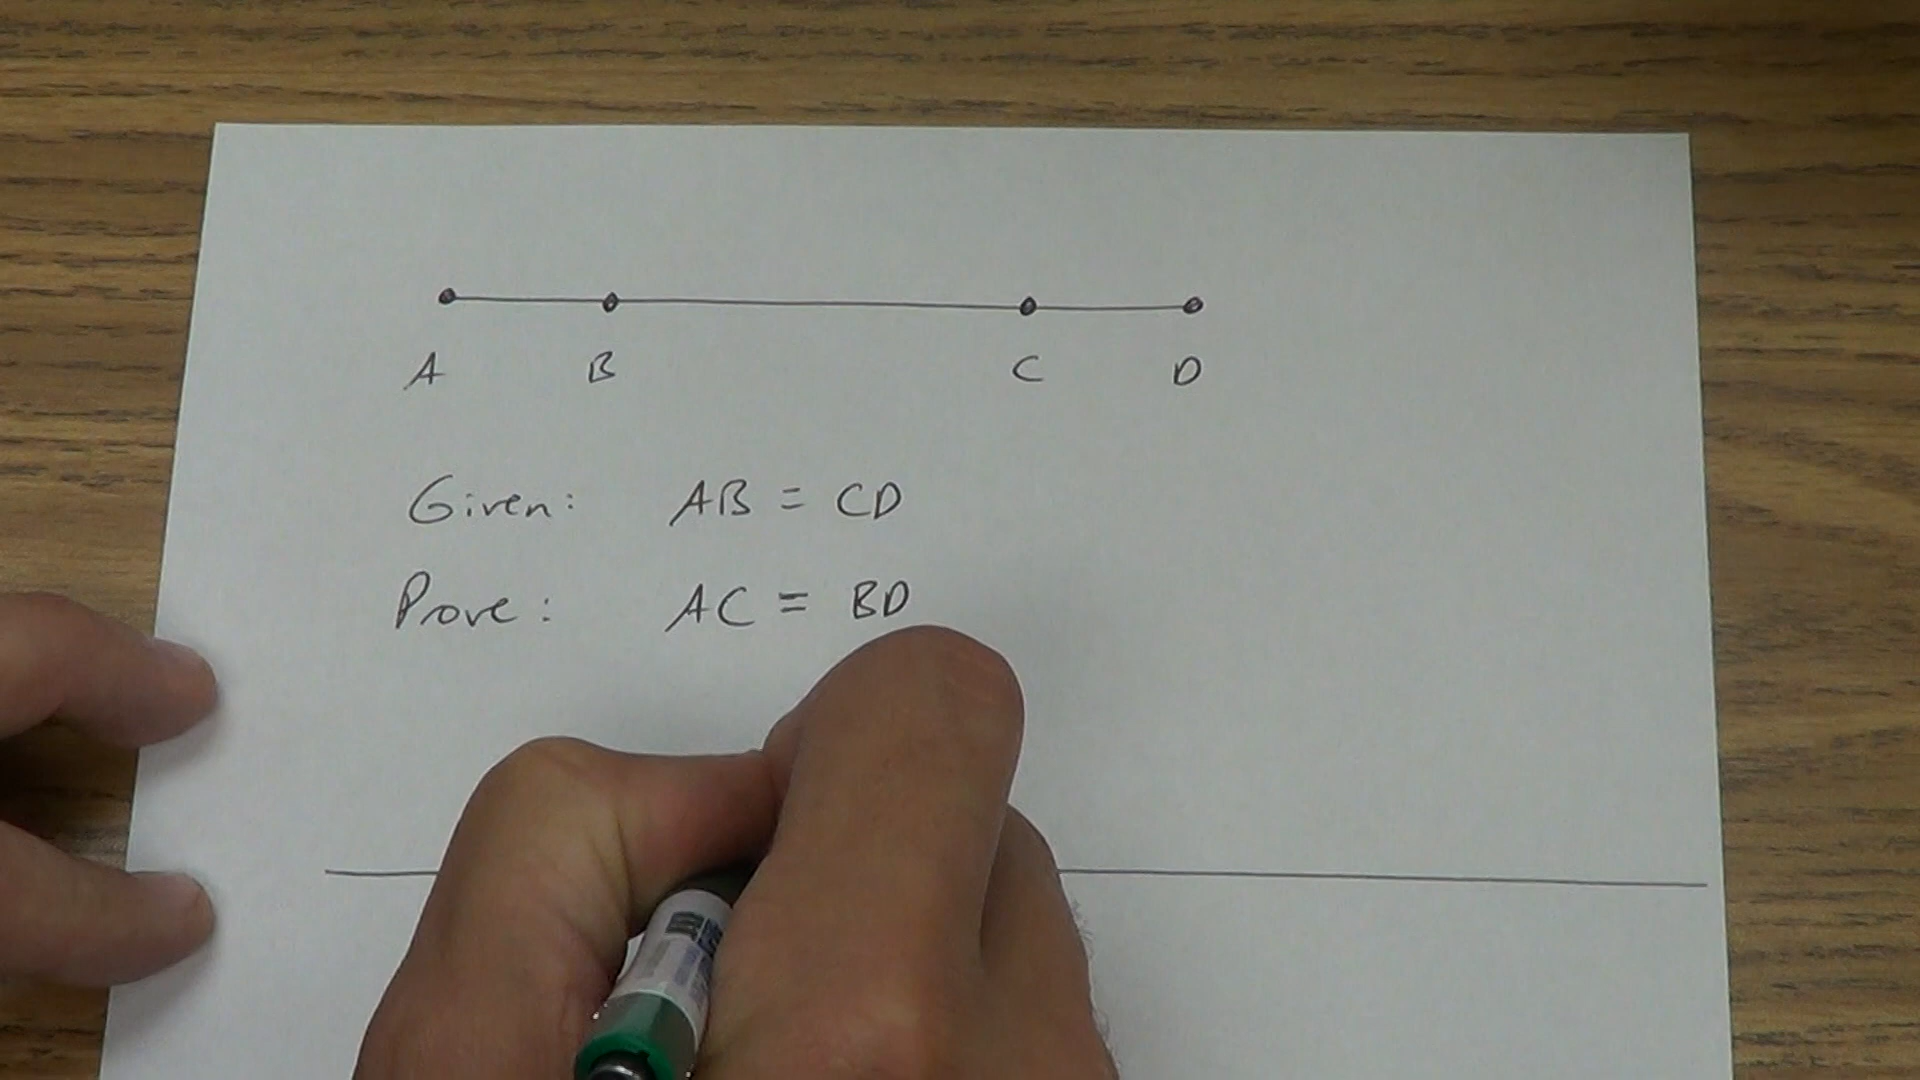 A B C D
Given: AB = CD
Prove: AC = BD